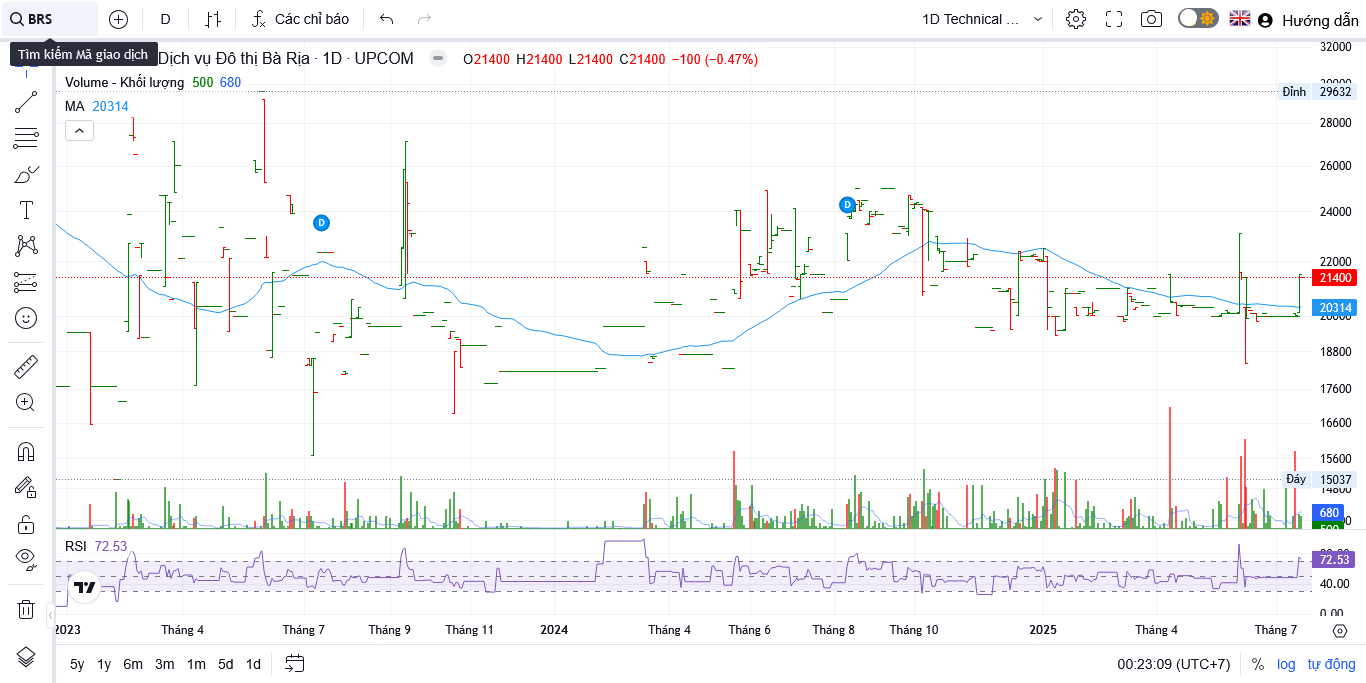 BRS
D
Các chỉ báo
1D Technical ...
Hướng dẫn
Tìm kiếm Mã giao dịch
Dịch vụ Đô thị Bà Rịa · 1D · UPCOM
O21400 H21400 L21400 C21400 −100 (−0.47%)
Volume - Khối lượng 500 680
MA 20314
32000
Đỉnh 29632
28000
26000
24000
22000
21400
20314
20000
18800
17600
16600
15600
Đáy 15037
14800
680
500
D
D
RSI 72.53
72.53
40.00
0.00
2023
Tháng 4
Tháng 7
Tháng 9
Tháng 11
2024
Tháng 4
Tháng 6
Tháng 8
Tháng 10
2025
Tháng 4
Tháng 7
5y 1y 6m 3m 1m 5d 1d
00:23:09 (UTC+7)
% log tự động